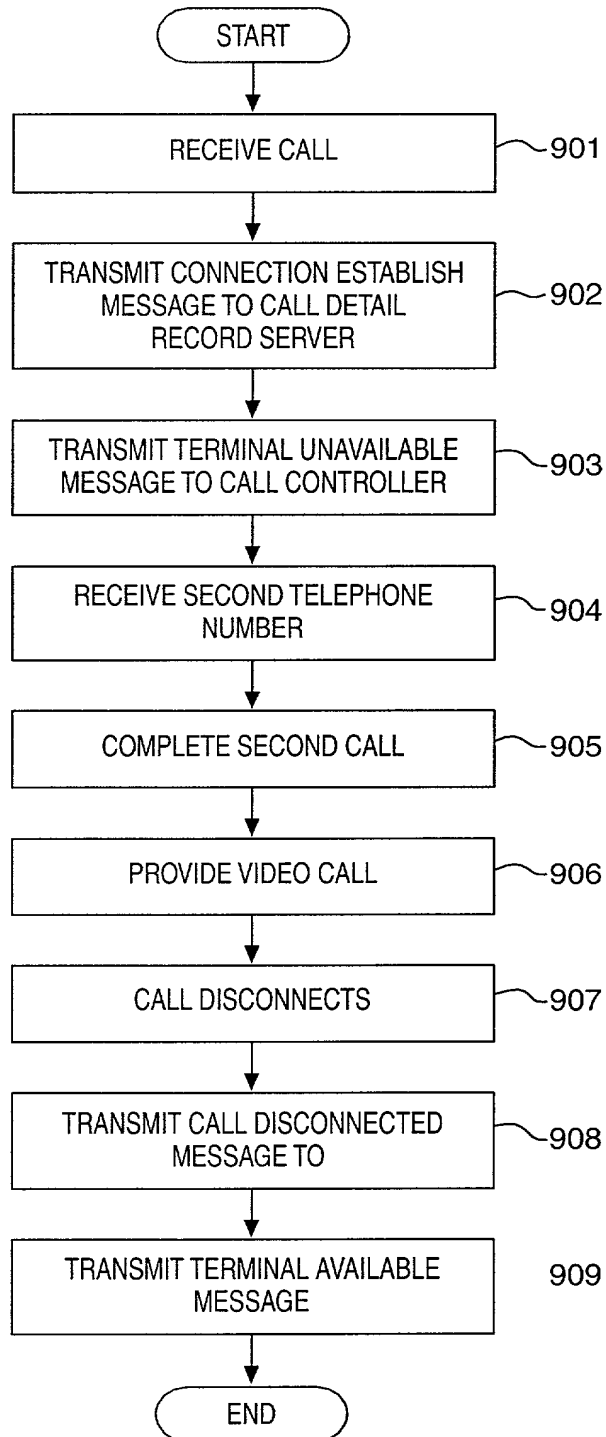 START
RECEIVE CALL
901
TRANSMIT CONNECTION ESTABLISH
MESSAGE TO CALL DETAIL
RECORD SERVER
902
TRANSMIT TERMINAL UNAVAILABLE
MESSAGE TO CALL CONTROLLER
903
RECEIVE SECOND TELEPHONE
NUMBER
904
COMPLETE SECOND CALL
905
PROVIDE VIDEO CALL
906
CALL DISCONNECTS
907
TRANSMIT CALL DISCONNECTED
MESSAGE TO
908
TRANSMIT TERMINAL AVAILABLE
MESSAGE
909
END